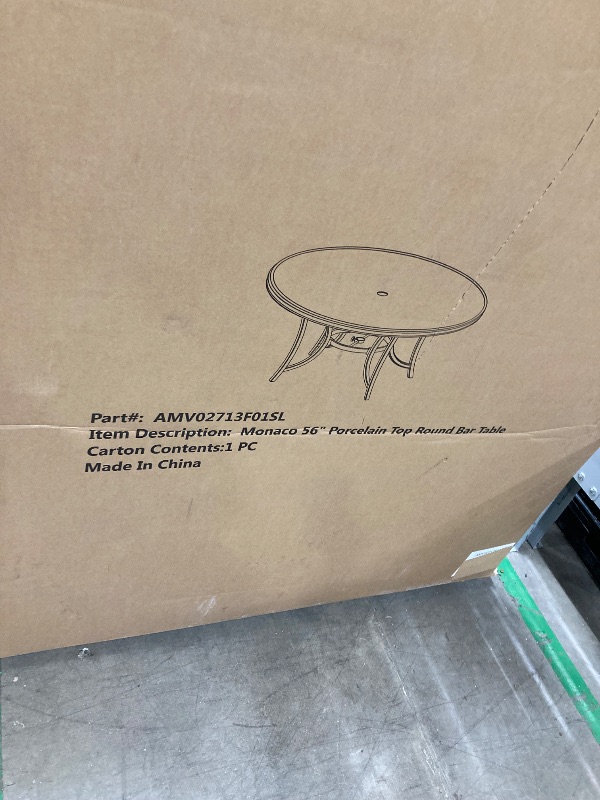 Part#: AMV02713F01SL
Item Description: Monaco 56" Porcelain Top Round Bar Table
Carton Contents:1 PC
Made In China